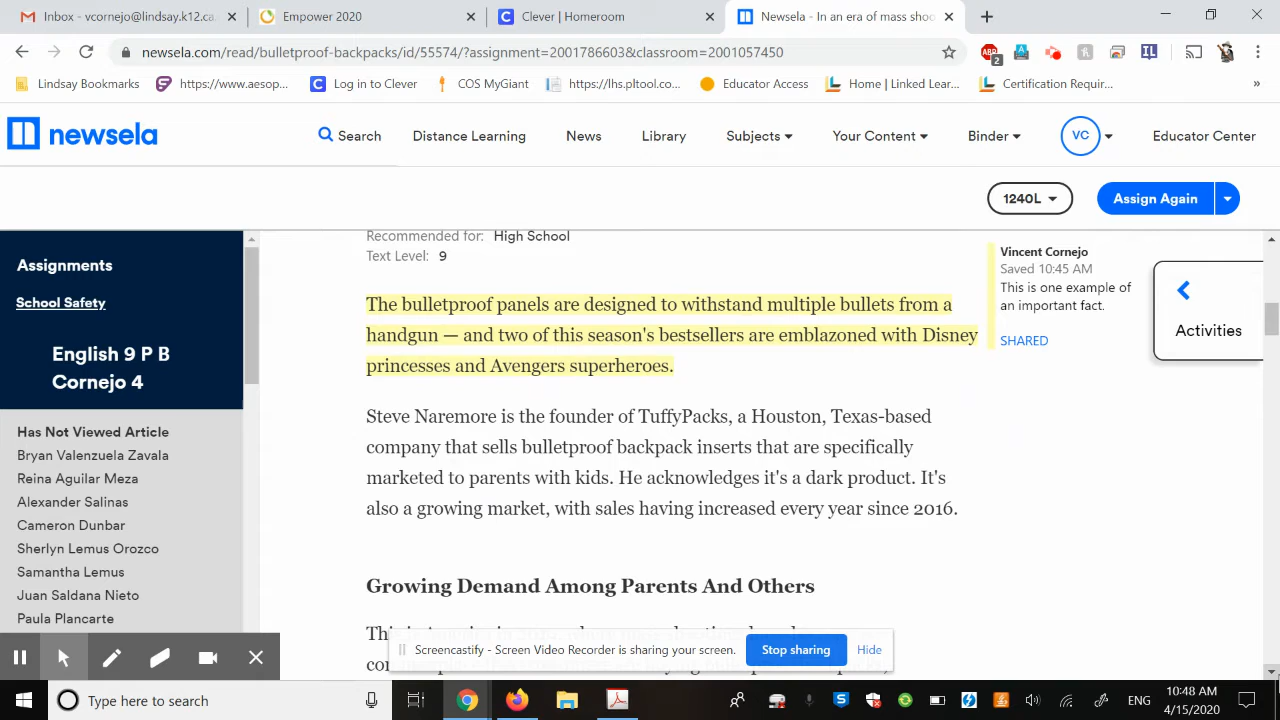 Inbox - vcornejo@lindsay.k12.ca.
Empower 2020
Clever | Homeroom
Newsela - In an era of mass shoo
newsela.com/read/bulletproof-backpacks/id/55574/?assignment=2001786603&classroom=2001057450
2
IL
Lindsay Bookmarks
https://www.aesop...
Log in to Clever
COS MyGiant
https://lhs.pltool.co...
Educator Access
Home | Linked Lear...
Certification Requir...
»
newsela
Search
Distance Learning
News
Library
Subjects
Your Content
Binder
VC
Educator Center
1240L
Assign Again
Assignments
School Safety
English 9 P B
Cornejo 4
Has Not Viewed Article
Bryan Valenzuela Zavala
Reina Aguilar Meza
Alexander Salinas
Cameron Dunbar
Sherlyn Lemus Orozco
Samantha Lemus
Juan Saldana Nieto
Paula Plancarte
Recommended for: High School
Text Level: 9
The bulletproof panels are designed to withstand multiple bullets from a
handgun — and two of this season's bestsellers are emblazoned with Disney
princesses and Avengers superheroes.
Steve Naremore is the founder of TuffyPacks, a Houston, Texas-based
company that sells bulletproof backpack inserts that are specifically
marketed to parents with kids. He acknowledges it's a dark product. It's
also a growing market, with sales having increased every year since 2016.
Growing Demand Among Parents And Others
Vincent Cornejo
Saved 10:45 AM
This is one example of
an important fact.
SHARED
Activities
Screencastify - Screen Video Recorder is sharing your screen.
Stop sharing
Hide
Type here to search
ENG
10:48 AM
4/15/2020